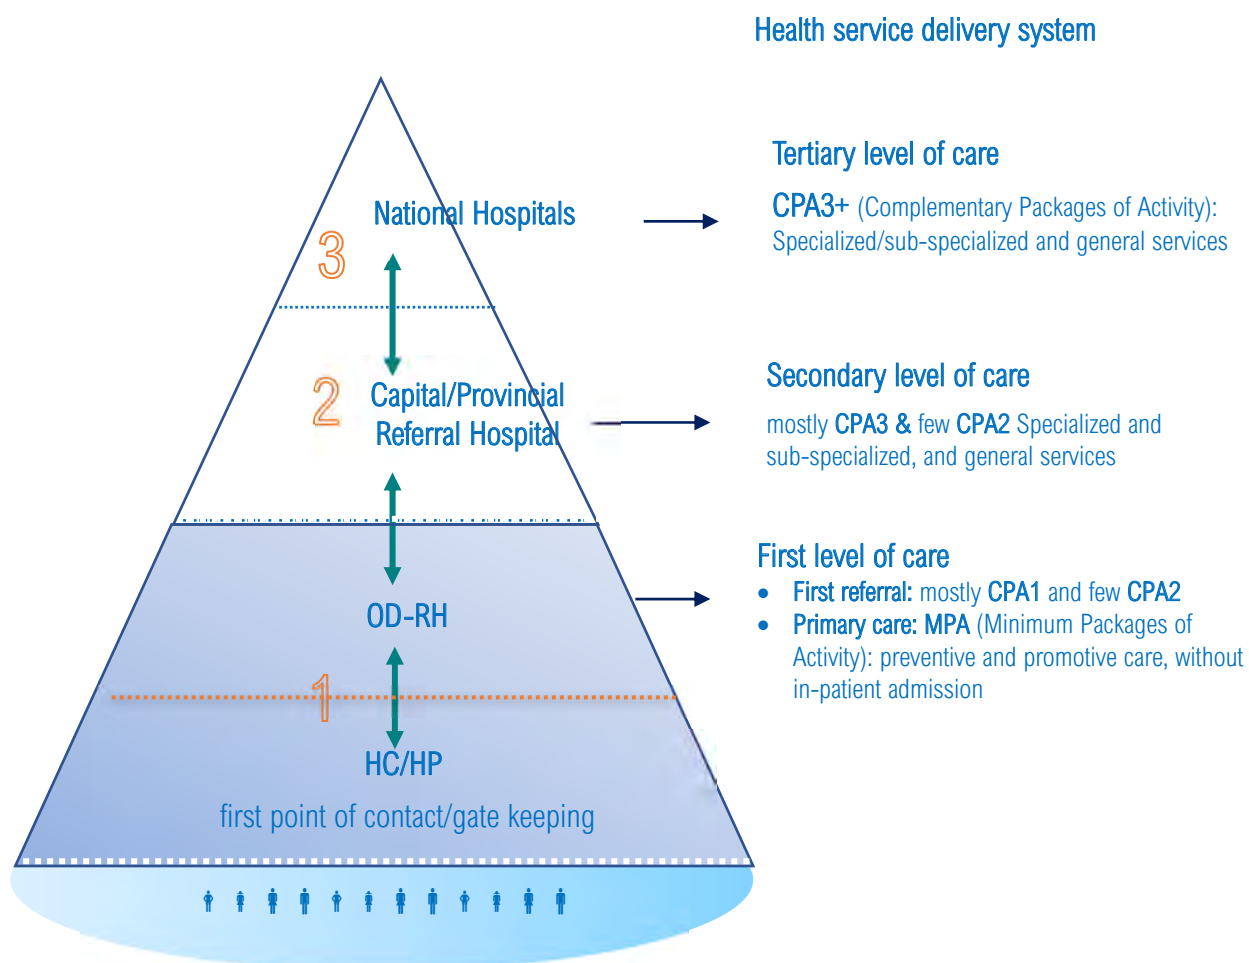 Health service delivery system
National Hospitals
3
Tertiary level of care
CPA3+ (Complementary Packages of Activity):
Specialized/sub-specialized and general services
2
Capital/Provincial
Referral Hospital
Secondary level of care
mostly CPA3 & few CPA2 Specialized and
sub-specialized, and general services
OD-RH
1
First level of care
• First referral: mostly CPA1 and few CPA2
• Primary care: MPA (Minimum Packages of
Activity): preventive and promotive care, without
in-patient admission
HC/HP
first point of contact/gate keeping